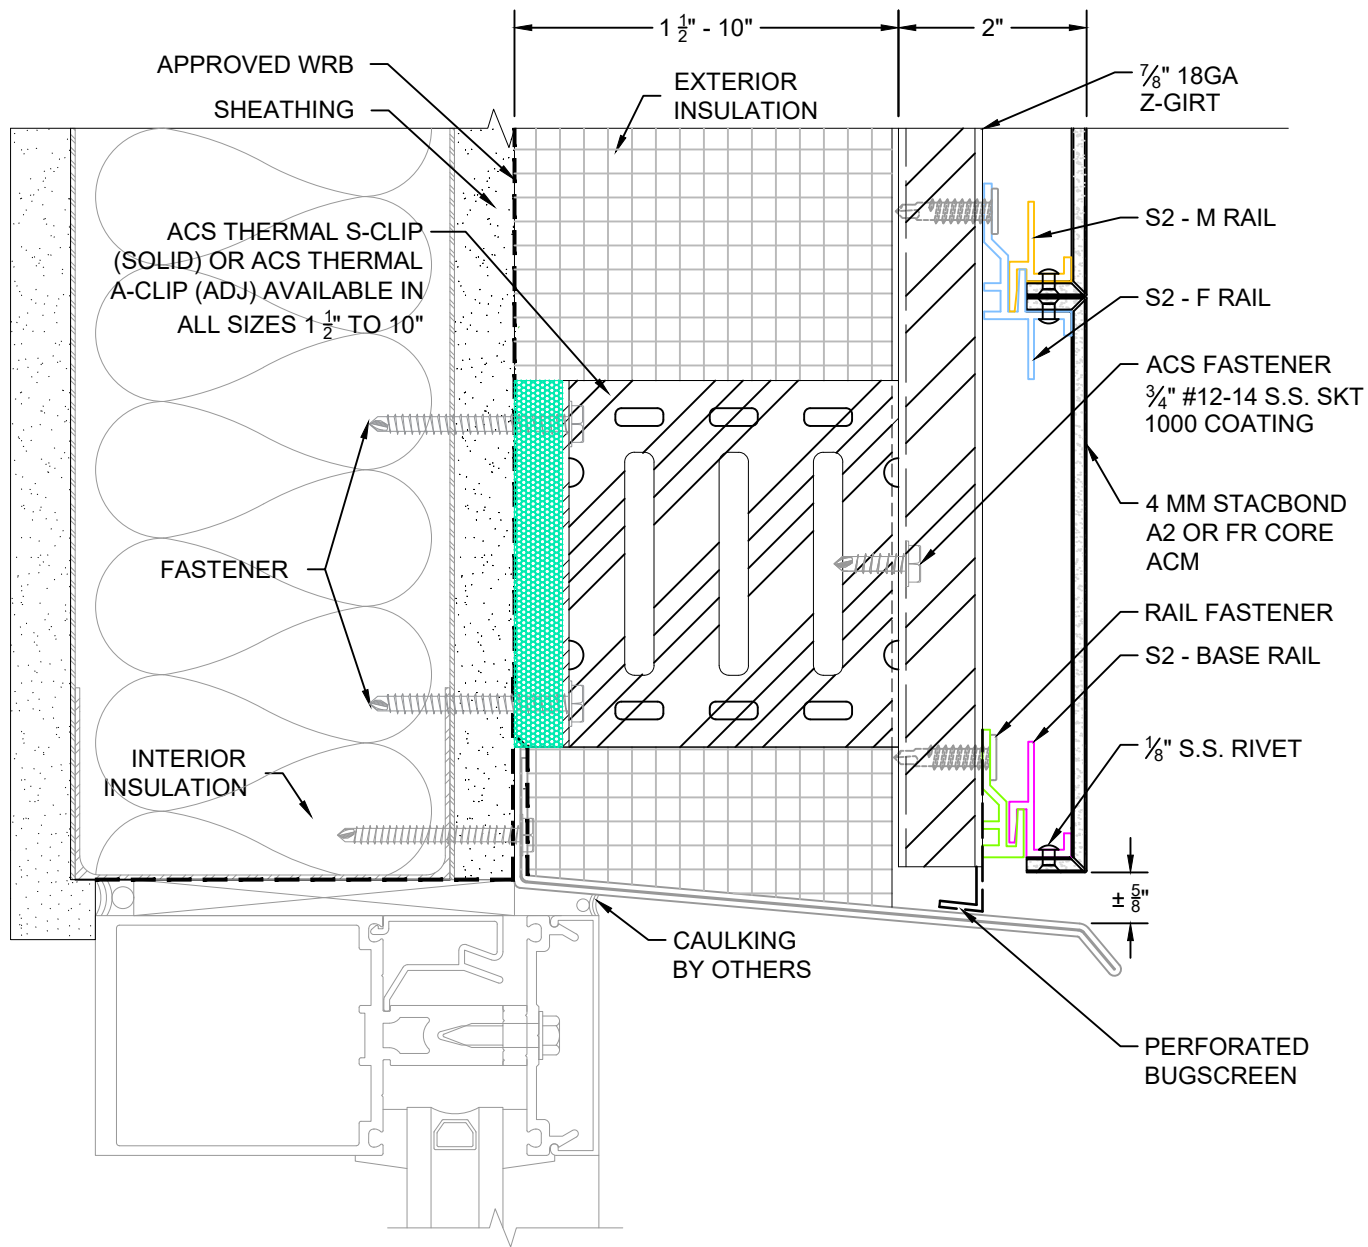 1 1/2" - 10"
2"
APPROVED WRB
SHEATHING
EXTERIOR
INSULATION
7/8" 18GA
Z-GIRT
ACS THERMAL S-CLIP
(SOLID) OR ACS THERMAL
A-CLIP (ADJ) AVAILABLE IN
ALL SIZES 1 1/2" TO 10"
S2 - M RAIL
S2 - F RAIL
ACS FASTENER
3/4" #12-14 S.S. SKT
1000 COATING
4 MM STACBOND
A2 OR FR CORE
ACM
FASTENER
RAIL FASTENER
S2 - BASE RAIL
INTERIOR
INSULATION
1/8" S.S. RIVET
± 5/8"
CAULKING
BY OTHERS
PERFORATED
BUGSCREEN